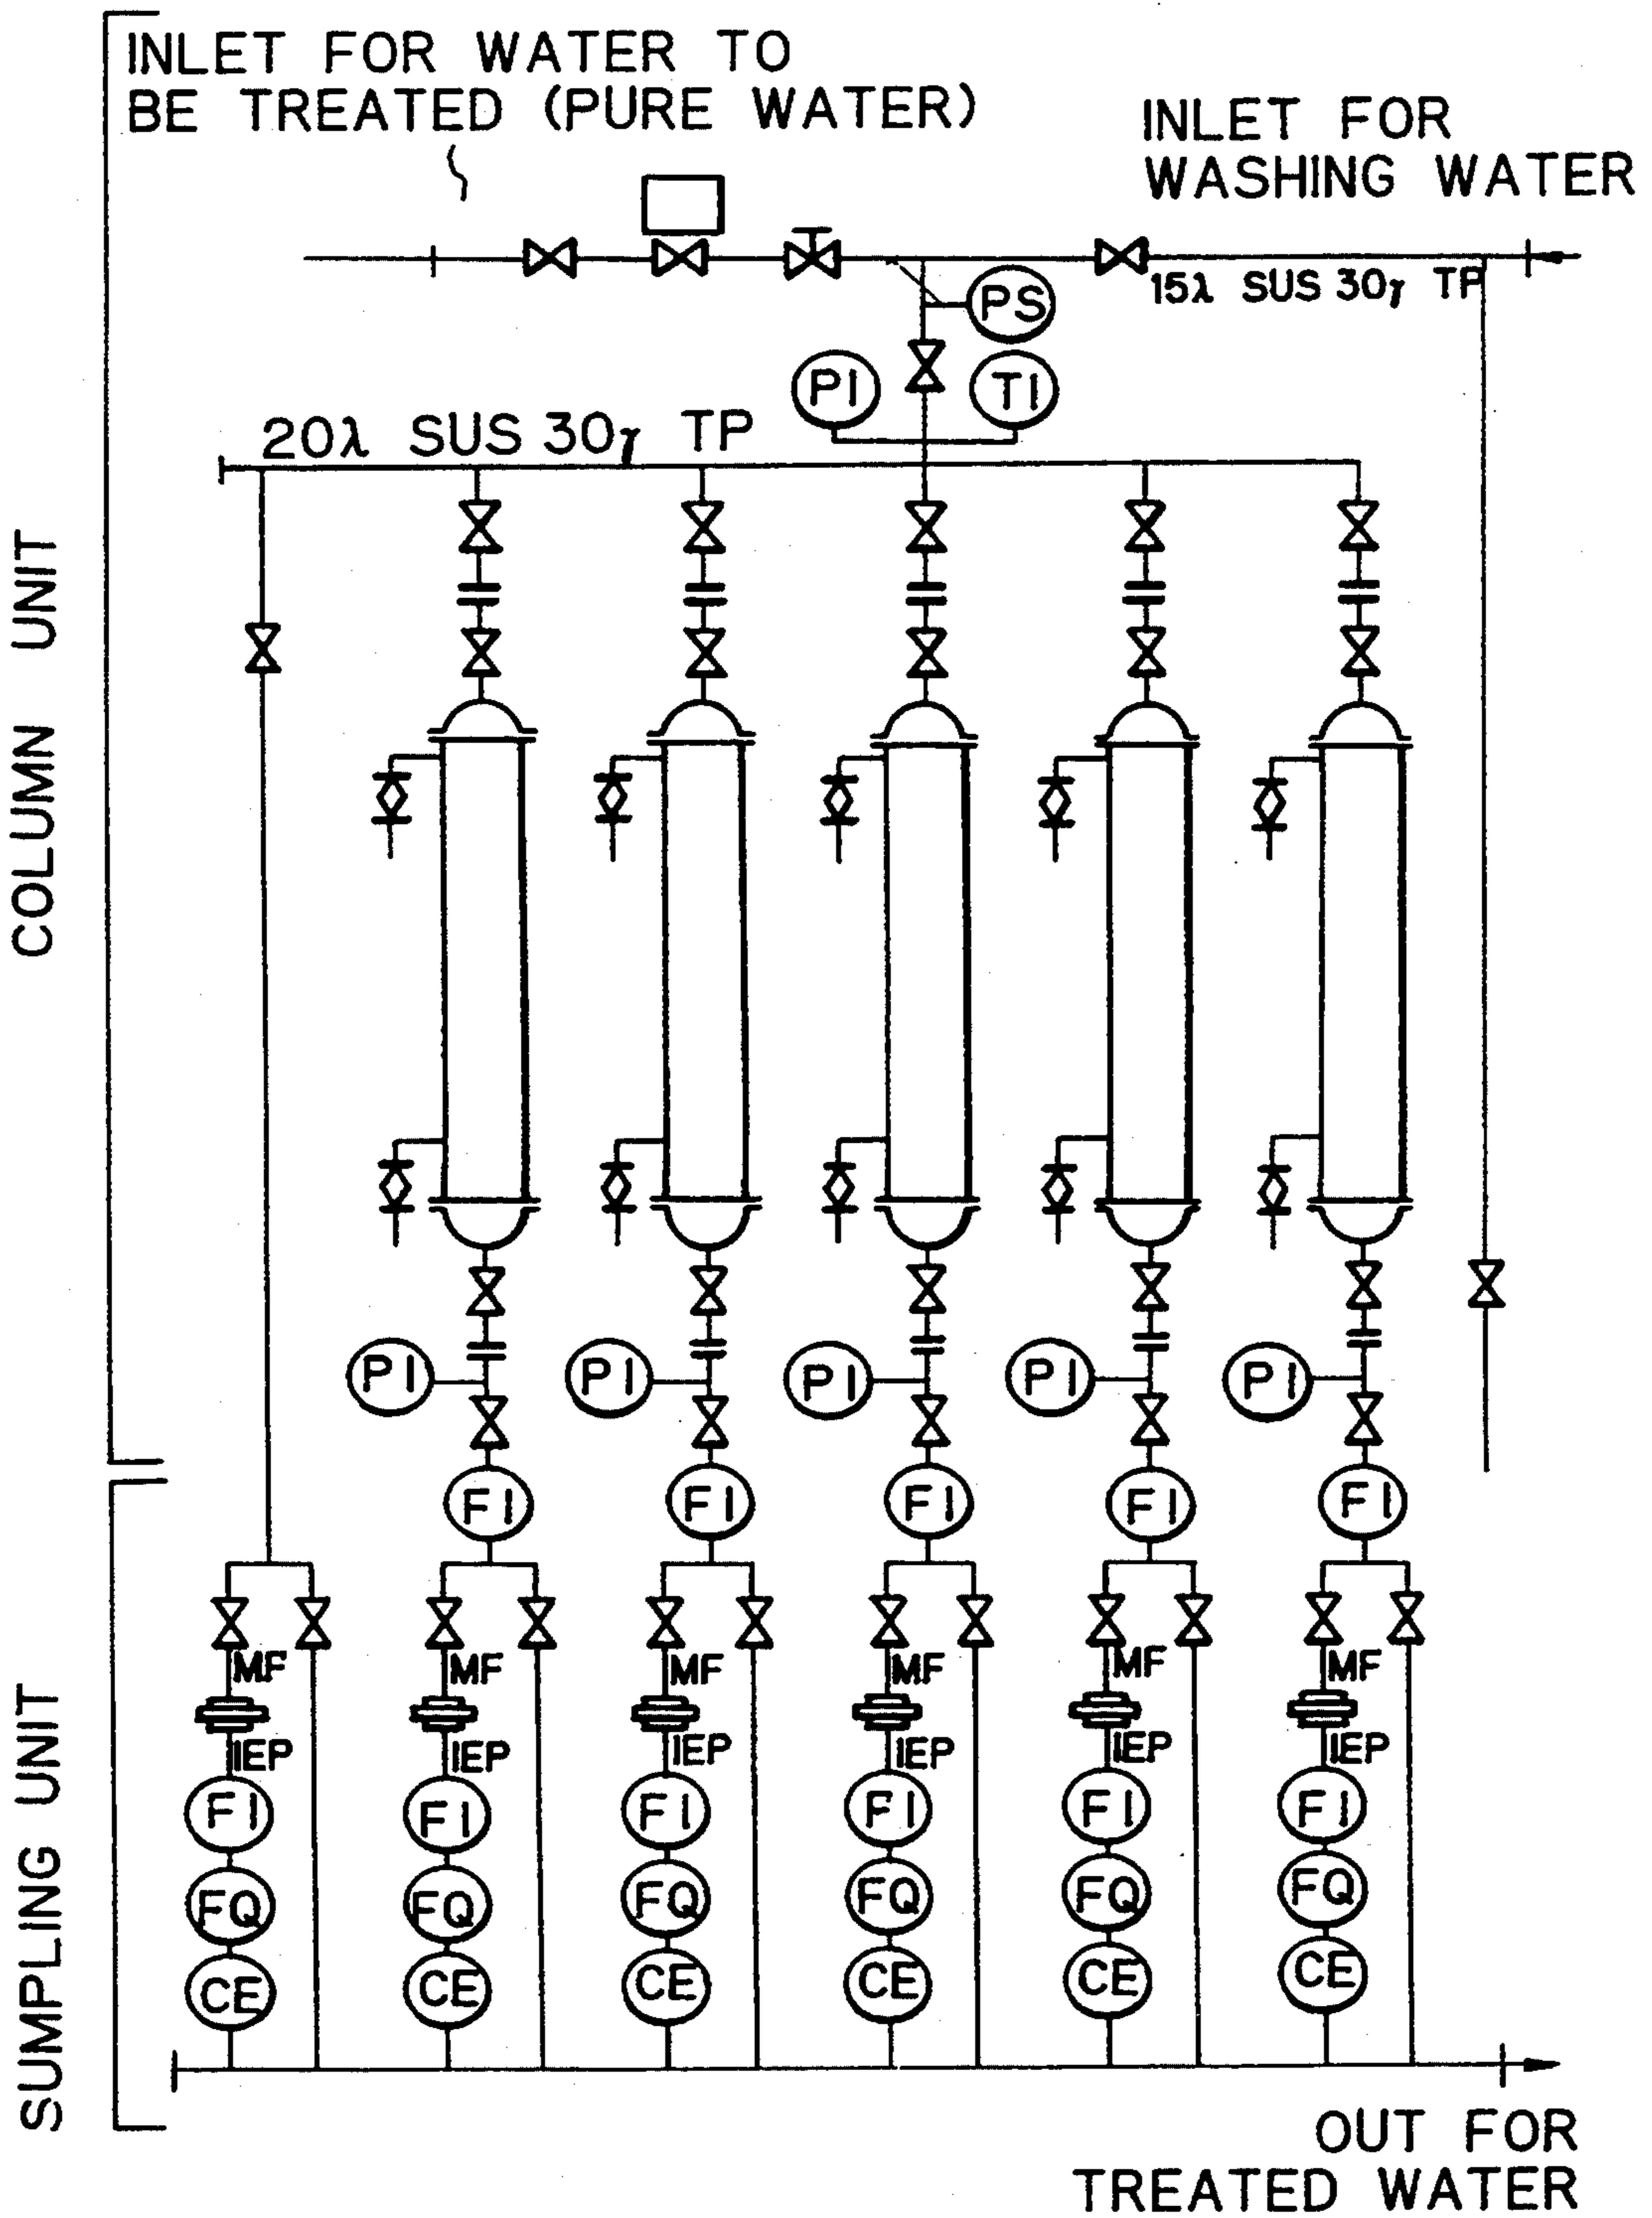 INLET FOR WATER TO
BE TREATED (PURE WATER)
INLET FOR
WASHING WATER
15λ SUS 30γ TP
PS
PI
TI
20λ SUS 30γ TP
COLUMN UNIT
PI PI PI PI PI
FI FI FI FI FI
MF MF MF MF MF MF
IEP IEP IEP IEP IEP IEP
FI FI FI FI FI FI
FQ FQ FQ FQ FQ FQ
CE CE CE CE CE CE
SUMPLING UNIT
OUT FOR
TREATED WATER